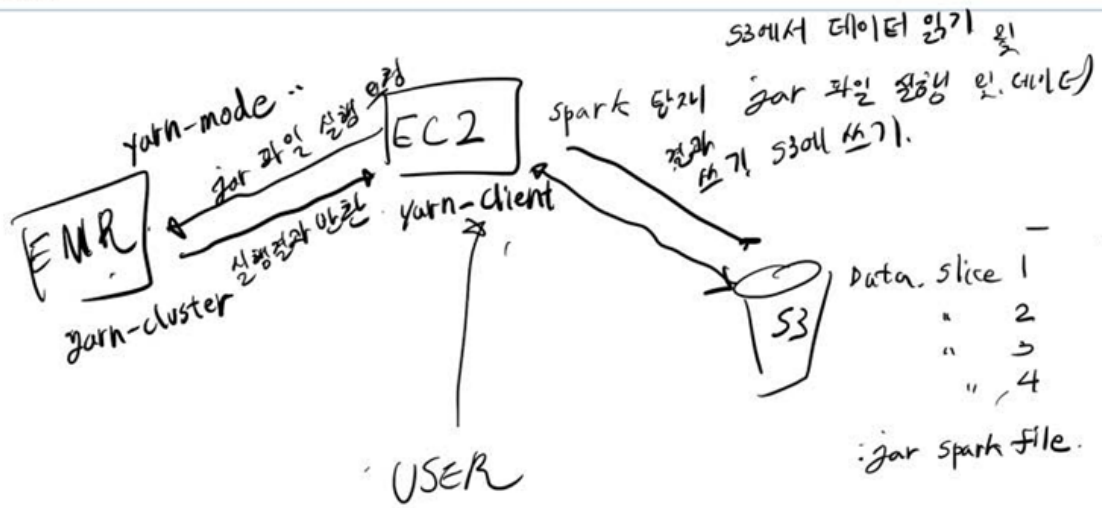 S3에서 데이터 읽기 및
spark 탑재 jar 파일 실행 및 데이터
결과 쓰기, S3에 쓰기.
yarn-mode
jar 파일 실행 요청
EC2
yarn-client
EMR
실행결과 반환
yarn-cluster
S3
Data. slice 1
" 2
" 3
" 4
:jar spark file.
USER